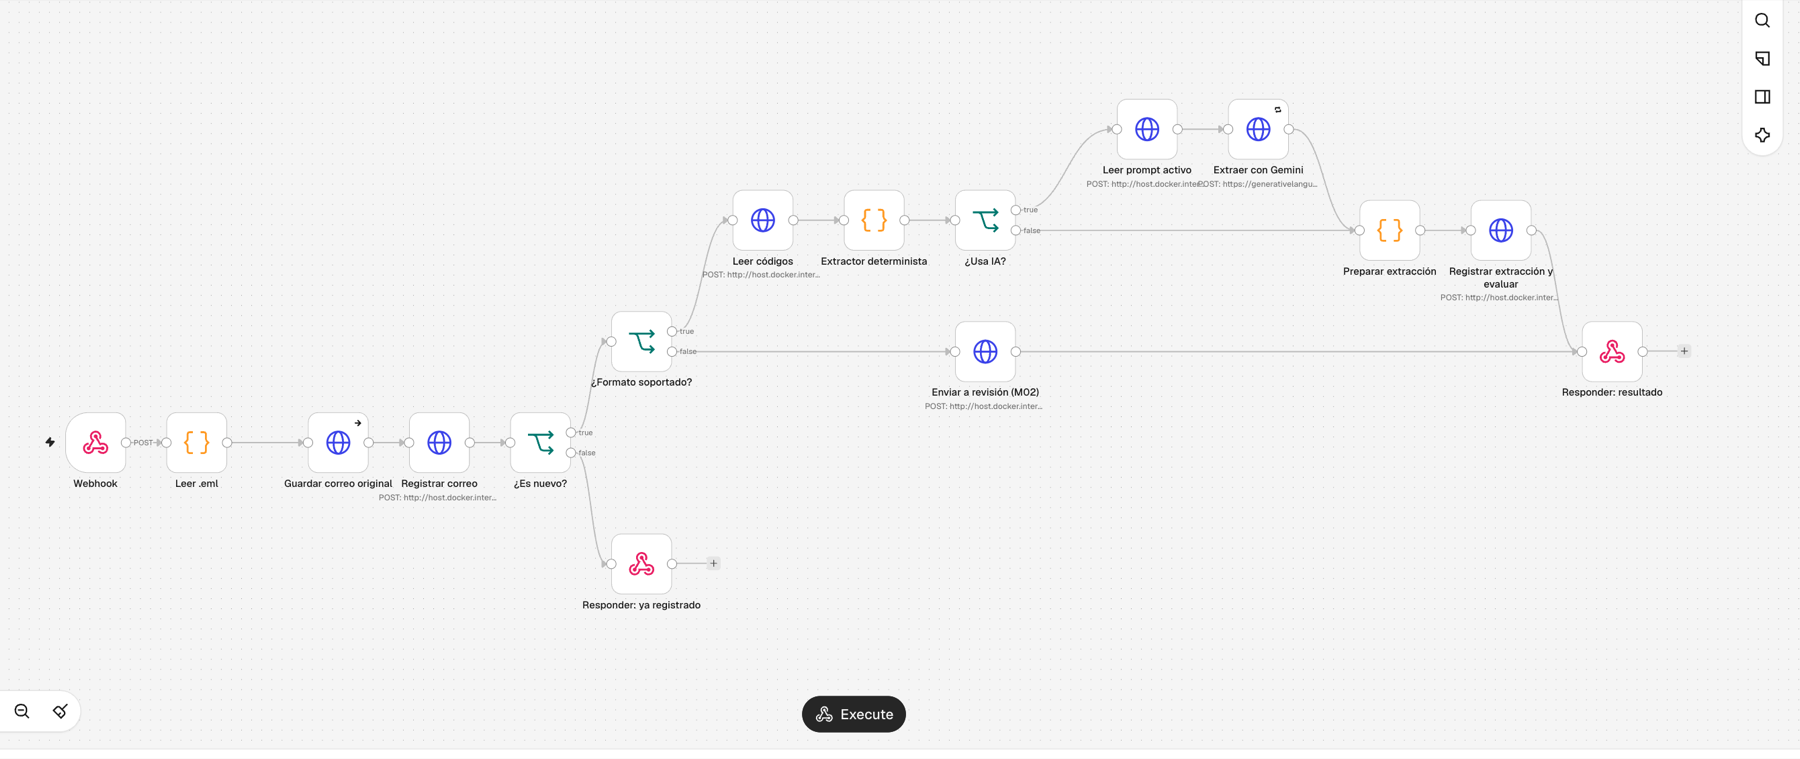 Leer prompt activo
POST: http://host.docker.inter...
Extraer con Gemini
POST: https://generativelangu...
true
false
Leer códigos
POST: http://host.docker.inter...
Extractor determinista
¿Usa IA?
Preparar extracción
Registrar extracción y
evaluar
POST: http://host.docker.inter...
true
false
¿Formato soportado?
Enviar a revisión (M02)
POST: http://host.docker.inter...
Responder: resultado
POST
true
false
Webhook
Leer .eml
Guardar correo original
Registrar correo
POST: http://host.docker.inter...
¿Es nuevo?
Responder: ya registrado
Execute